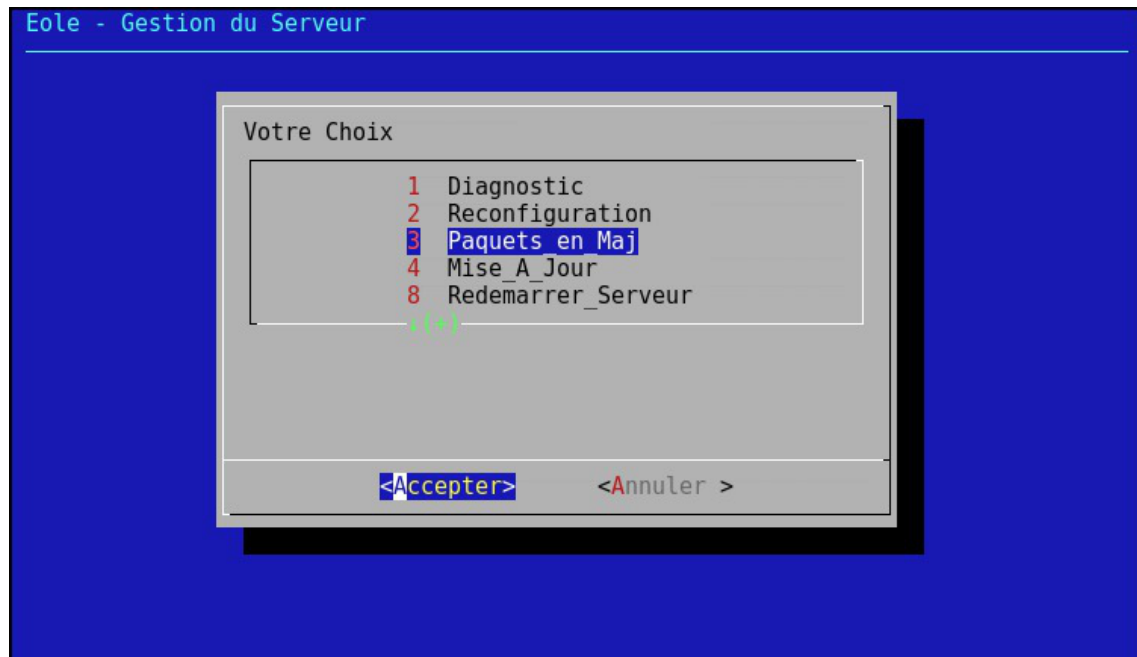 Eole - Gestion du Serveur
Votre Choix
1 Diagnostic
2 Reconfiguration
3 Paquets_en_Maj
4 Mise_A_Jour
8 Redemarrer_Serveur
↓(+)
<Accepter> <Annuler >